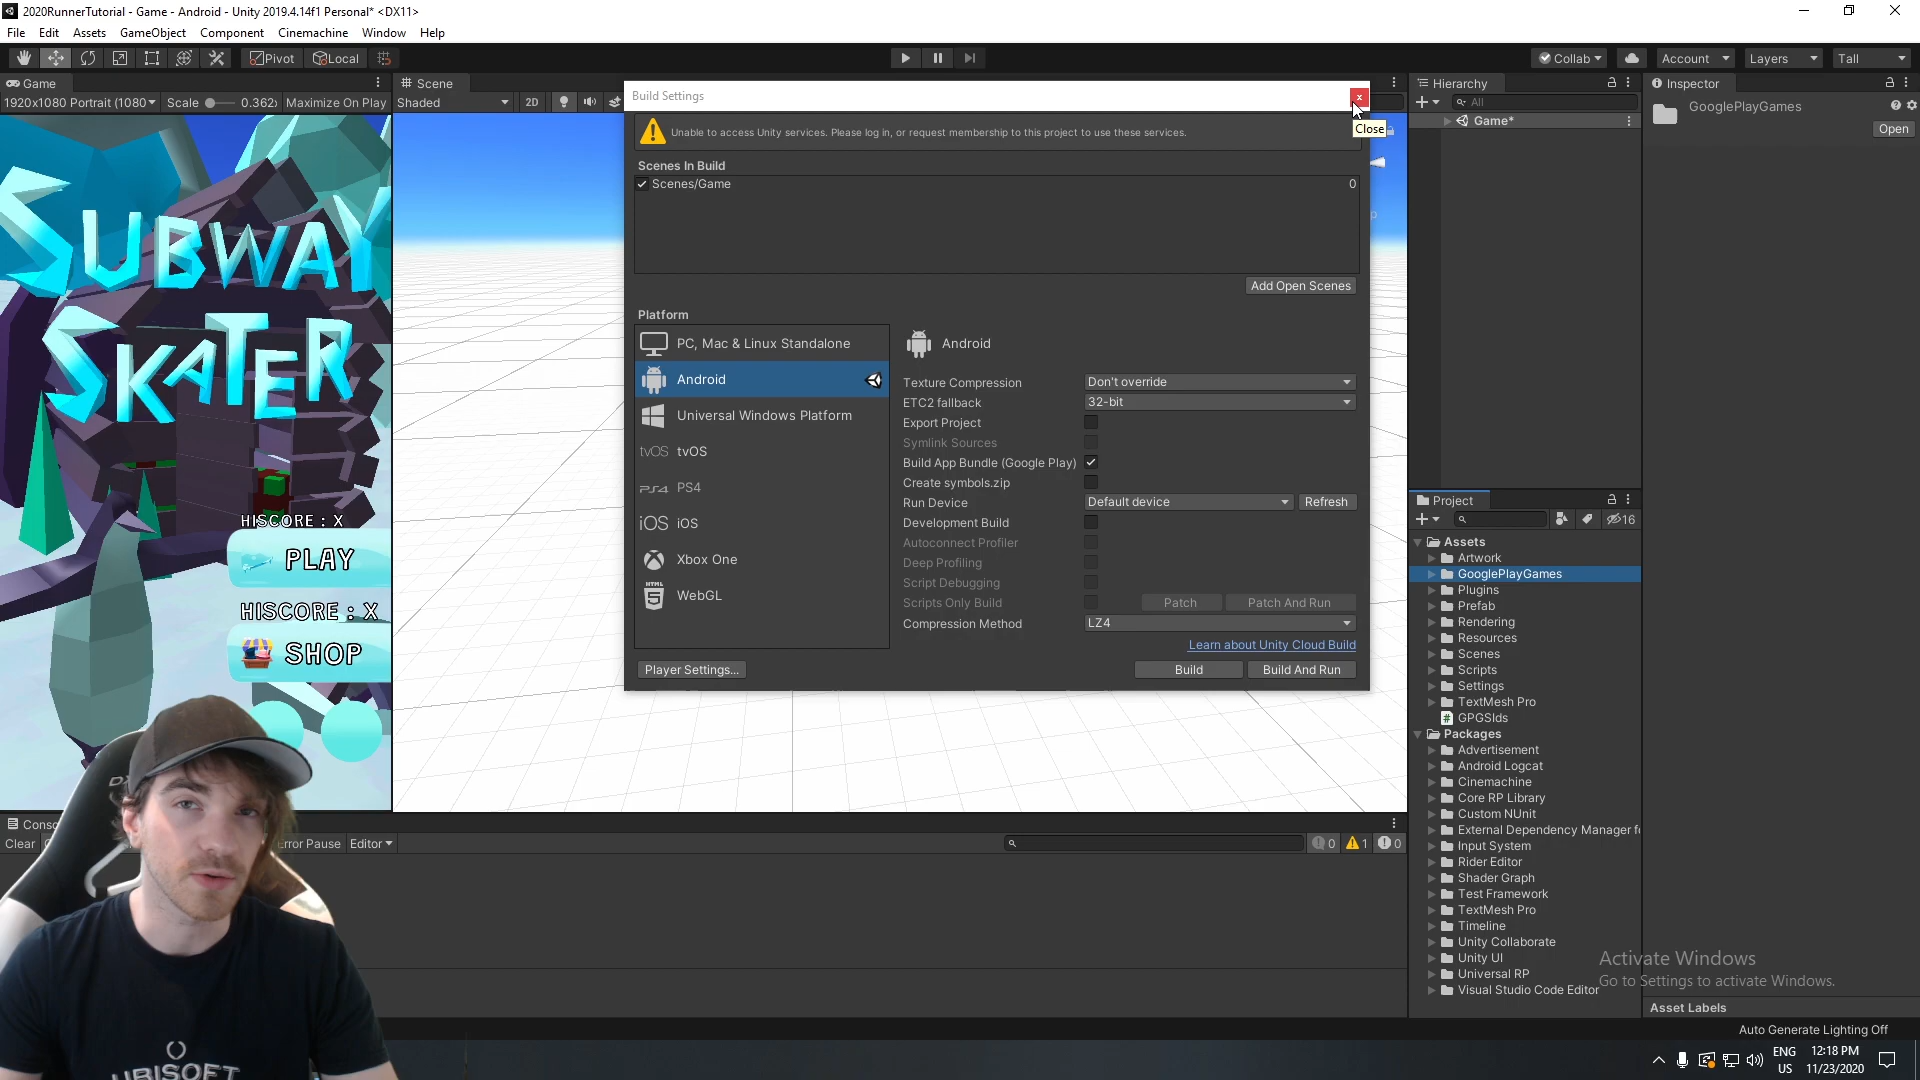 2020RunnerTutorial - Game - Android - Unity 2019.4.14f1 Personal* <DX11>
File Edit Assets GameObject Component Cinemachine Window Help
Pivot Local Collab Account Layers Tall
Game
1920x1080 Portrait (1080 Scale 0.362x Maximize On Play
SUBWAY
SKATER
HISCORE : X
PLAY
HISCORE : X
SHOP
Scene
Shaded 2D
Build Settings
x
Close
Unable to access Unity services. Please log in, or request membership to this project to use these services.
Scenes In Build
Scenes/Game 0
Add Open Scenes
Platform
PC, Mac & Linux Standalone
Android
Universal Windows Platform
tvOS tvOS
PS4 PS4
iOS iOS
Xbox One
HTML 5 WebGL
Android
Texture Compression Don't override
ETC2 fallback 32-bit
Export Project
Symlink Sources
Build App Bundle (Google Play)
Create symbols.zip
Run Device Default device Refresh
Development Build
Autoconnect Profiler
Deep Profiling
Script Debugging
Scripts Only Build Patch Patch And Run
Compression Method LZ4
Learn about Unity Cloud Build
Player Settings... Build Build And Run
Hierarchy
All
Game*
Inspector
GooglePlayGames
Open
Project
16
Assets
Artwork
GooglePlayGames
Plugins
Prefab
Rendering
Resources
Scenes
Scripts
Settings
TextMesh Pro
GPGSIds
Packages
Advertisement
Android Logcat
Cinemachine
Core RP Library
Custom NUnit
External Dependency Manager f
Input System
Rider Editor
Shader Graph
Test Framework
TextMesh Pro
Timeline
Unity Collaborate
Unity UI
Universal RP
Visual Studio Code Editor
Activate Windows
Go to Settings to activate Windows.
Asset Labels
Auto Generate Lighting Off
Conso
Clear
rror Pause Editor
0 1 0
UBISOFT
ENG
US
12:18 PM
11/23/2020